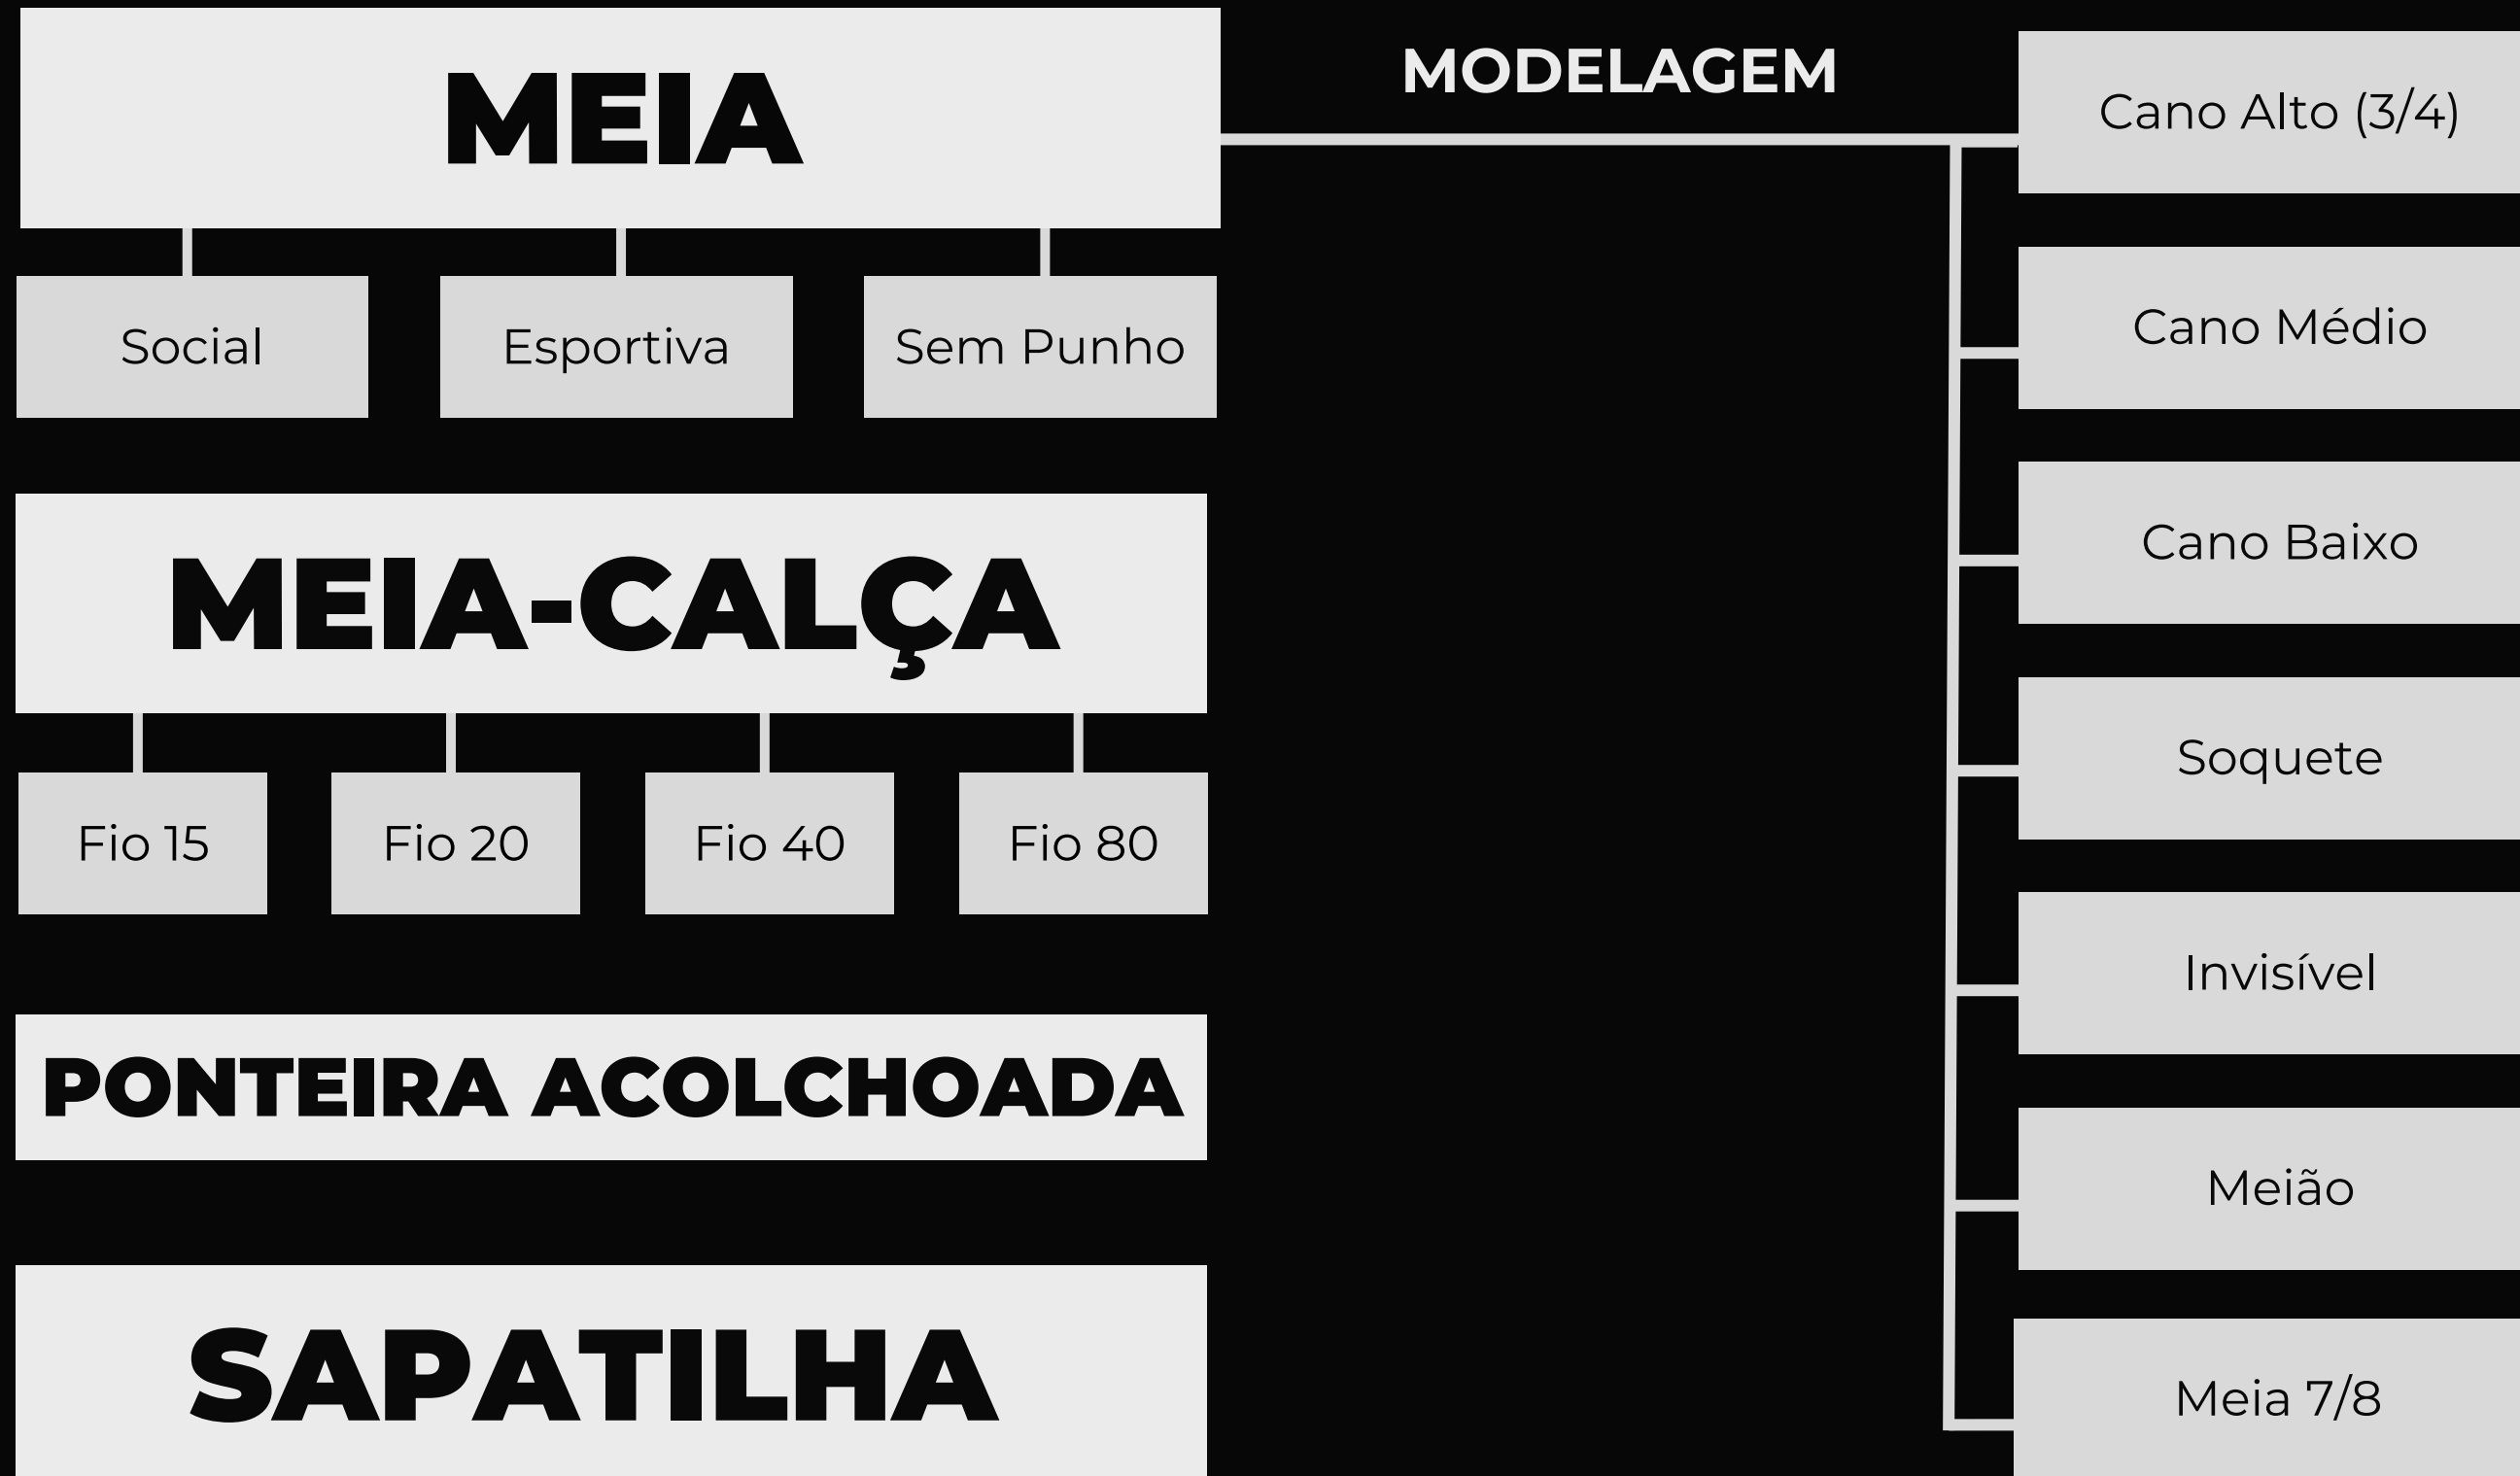 MEIA
Social
Esportiva
Sem Punho
MEIA-CALÇA
Fio 15
Fio 20
Fio 40
Fio 80
PONTEIRA ACOLCHOADA
SAPATILHA
MODELAGEM
Cano Alto (3/4)
Cano Médio
Cano Baixo
Soquete
Invisível
Meião
Meia 7/8